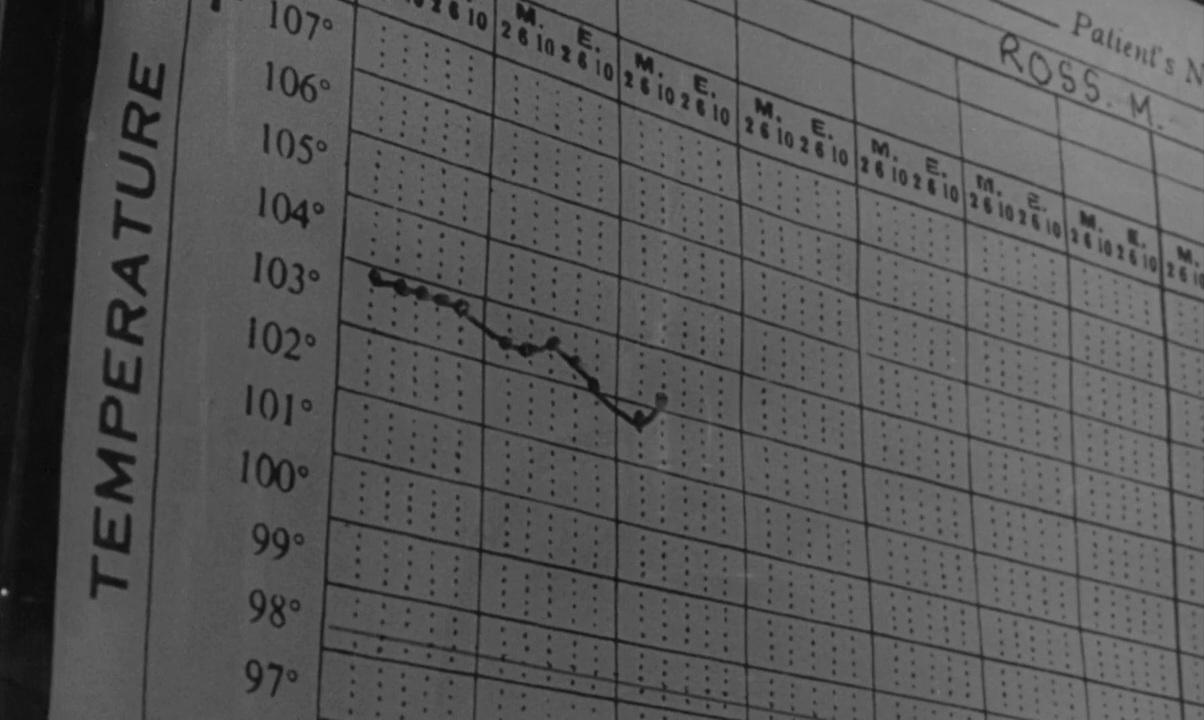 Patient's N
ROSS. M.
M. E. M. E. M. E. M. E. M. E. M. E. M.
2 6 10 2 6 10 2 6 10 2 6 10 2 6 10 2 6 10 2 6 10 2 6 10 2 6 10 2 6 10 2 6 10 2 6 10 2 6 10
TEMPERATURE
107°
106°
105°
104°
103°
102°
101°
100°
99°
98°
97°